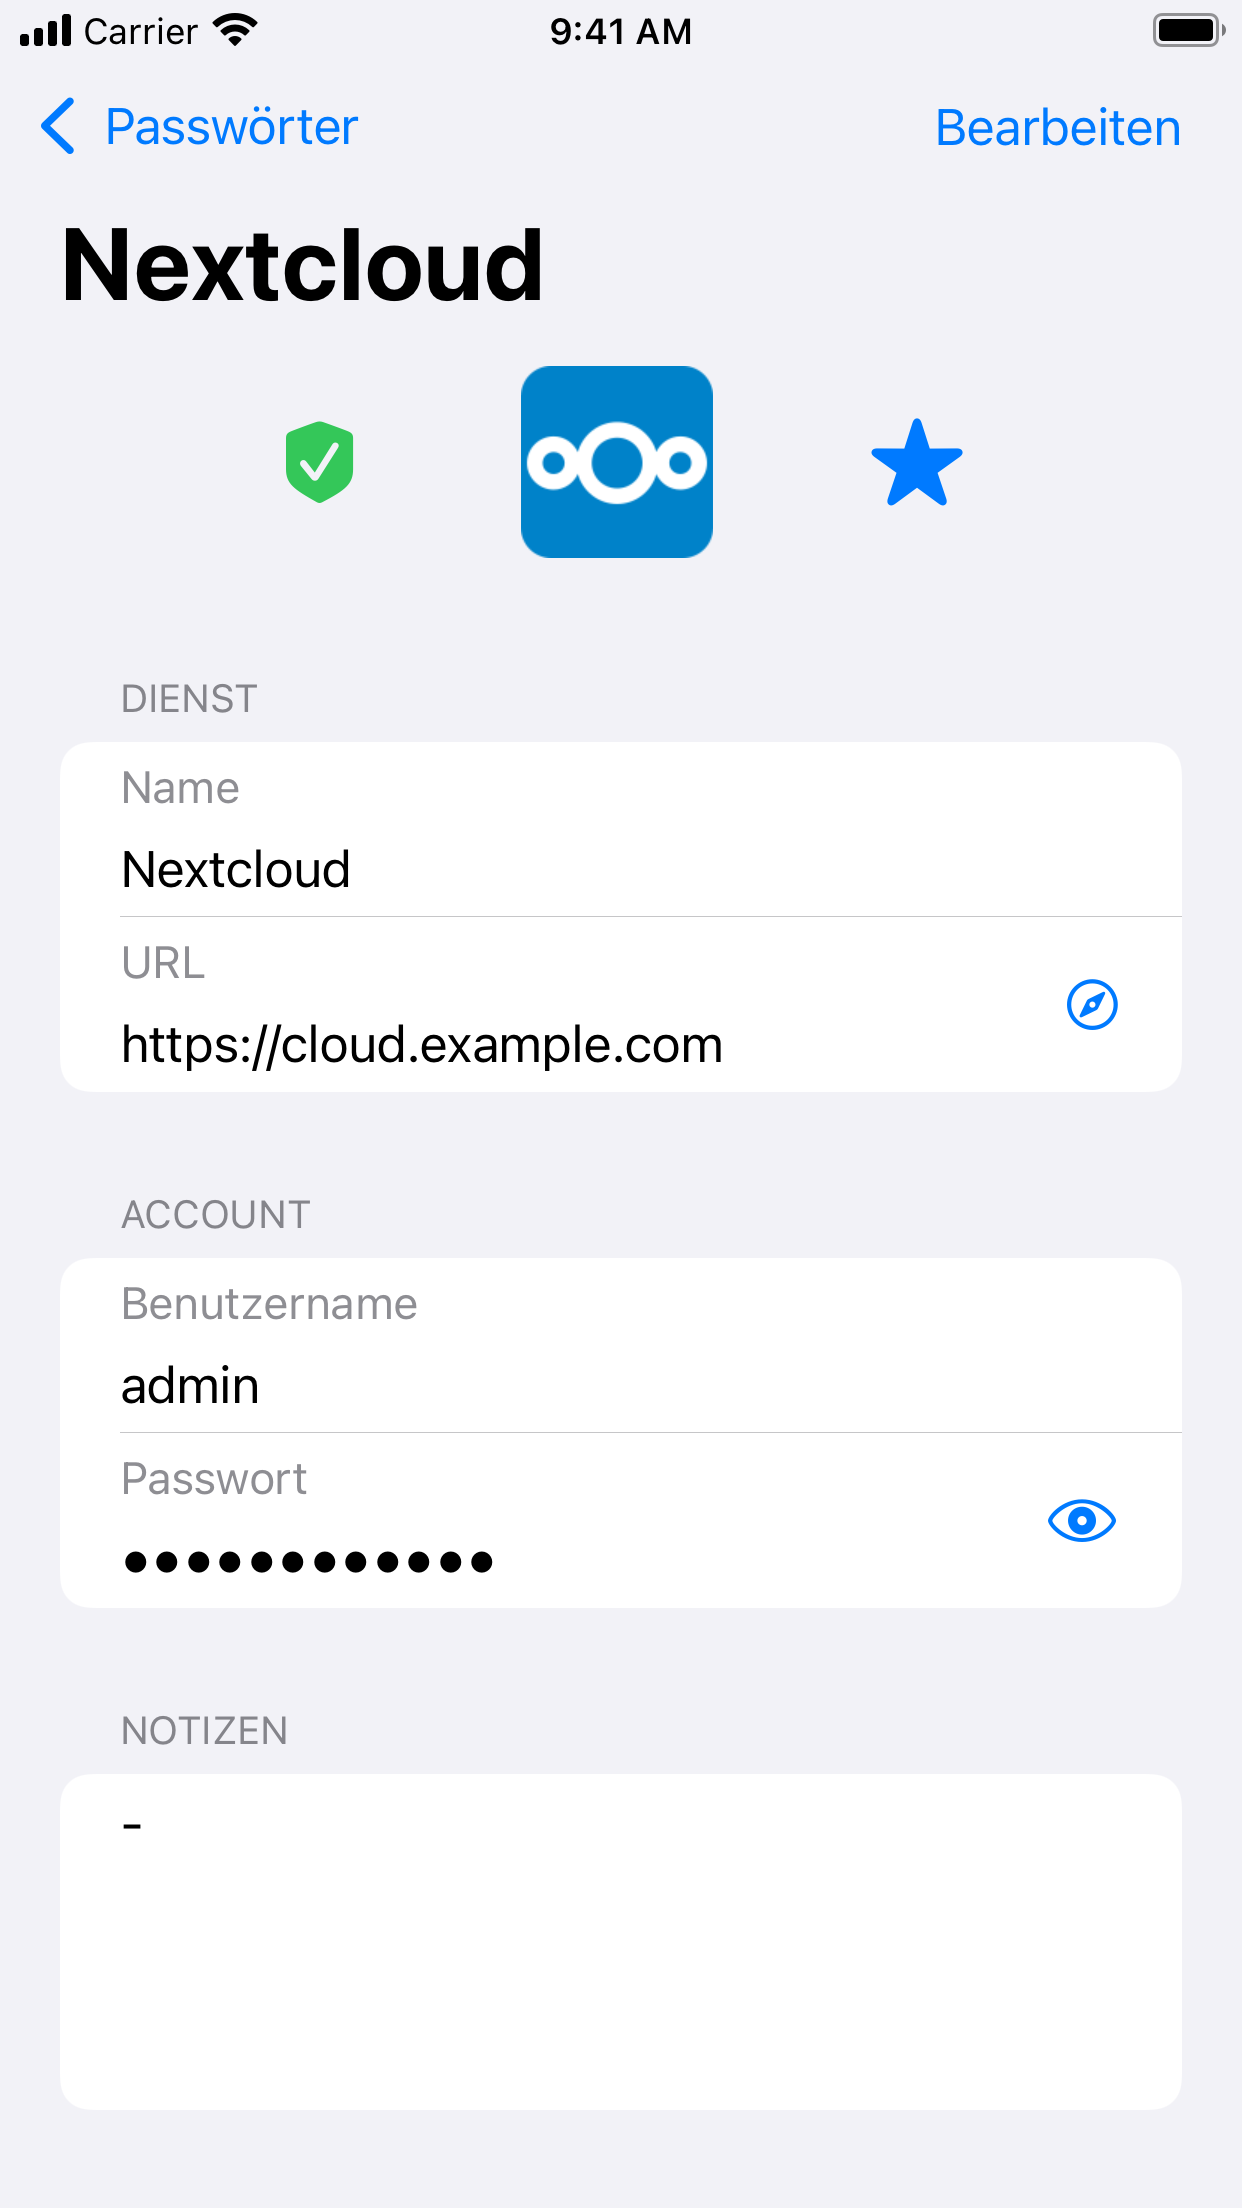 Carrier 9:41 AM
Passwörter Bearbeiten
Nextcloud
DIENST
Name
Nextcloud
URL
https://cloud.example.com
ACCOUNT
Benutzername
admin
Passwort
●●●●●●●●●●●●
NOTIZEN
-